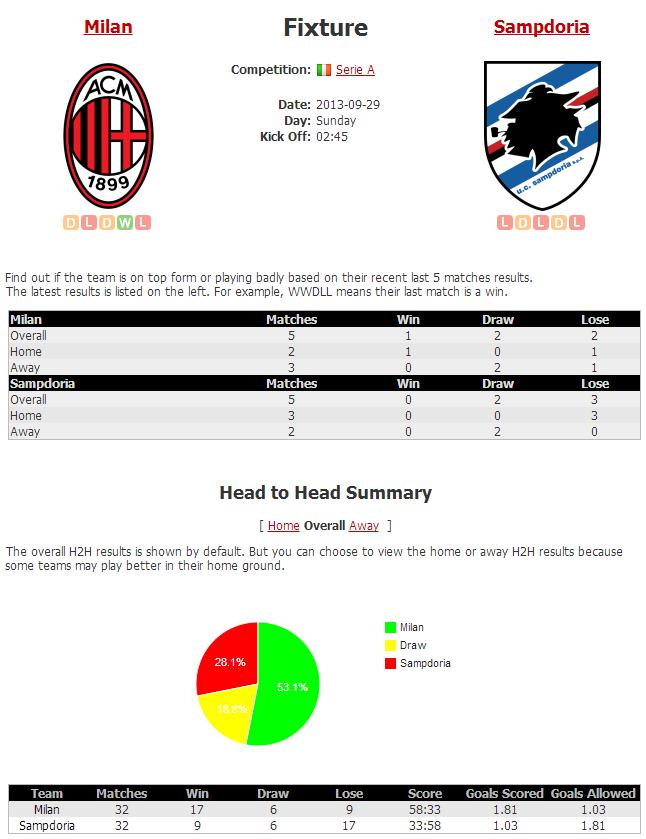 Milan
Fixture
Sampdoria
Competition: Serie A
Date: 2013-09-29
Day: Sunday
Kick Off: 02:45
ACM
1899
u.c. sampdoria s.p.a.
D L D W L
L D L D L
Find out if the team is on top form or playing badly based on their recent last 5 matches results.
The latest results is listed on the left. For example, WWDLL means their last match is a win.
Milan Matches Win Draw Lose
Overall 5 1 2 2
Home 2 1 0 1
Away 3 0 2 1
Sampdoria Matches Win Draw Lose
Overall 5 0 2 3
Home 3 0 0 3
Away 2 0 2 0
Head to Head Summary
[ Home Overall Away ]
The overall H2H results is shown by default. But you can choose to view the home or away H2H results because
some teams may play better in their home ground.
Milan
Draw
Sampdoria
28.1%
53.1%
18.8%
Team Matches Win Draw Lose Score Goals Scored Goals Allowed
Milan 32 17 6 9 58:33 1.81 1.03
Sampdoria 32 9 6 17 33:58 1.03 1.81